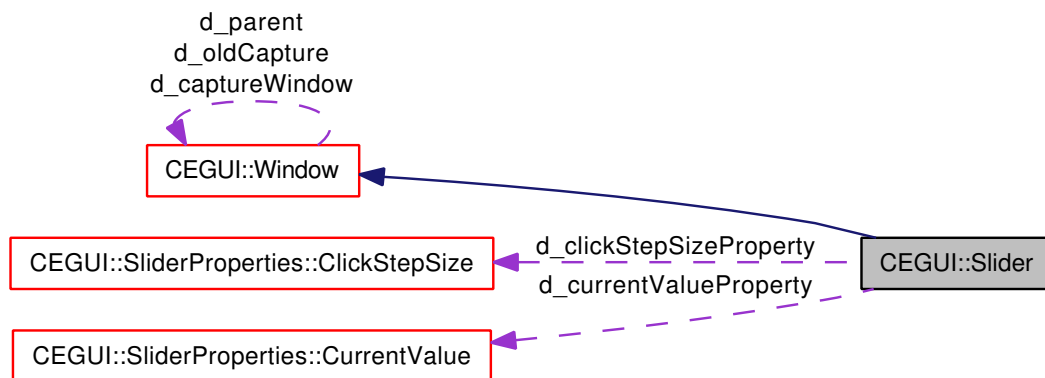 d_parent
d_oldCapture
d_captureWindow
CEGUI::Window
d_clickStepSizeProperty
CEGUI::SliderProperties::ClickStepSize
CEGUI::Slider
d_currentValueProperty
CEGUI::SliderProperties::CurrentValue